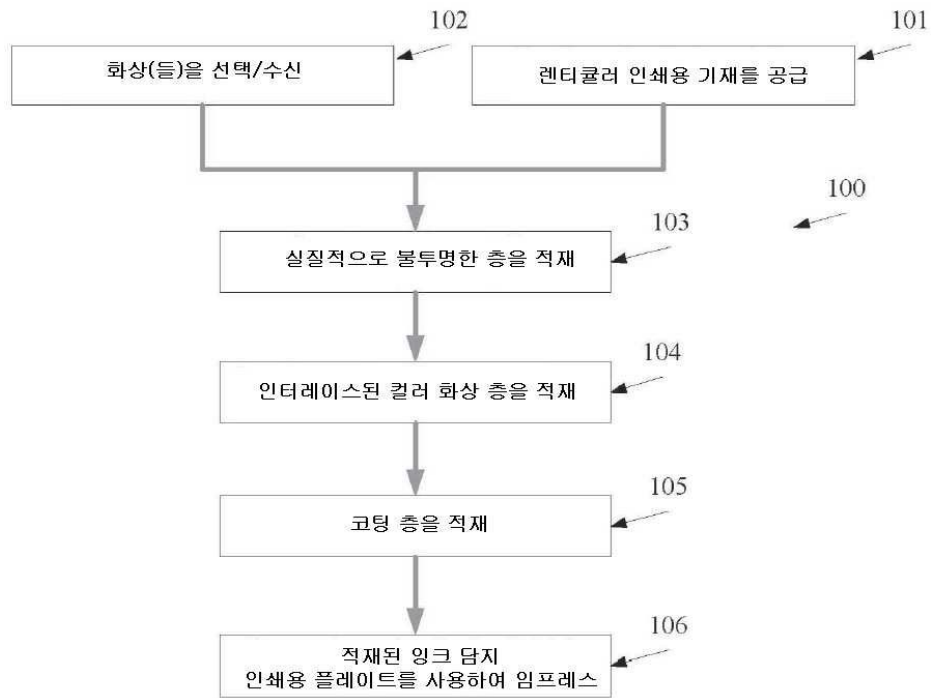 102
101
화상(들)을 선택/수신
렌티큘러 인쇄용 기재를 공급
100
103
실질적으로 불투명한 층을 적재
104
인터레이스된 컬러 화상 층을 적재
105
코팅 층을 적재
106
적재된 잉크 담지
인쇄용 플레이트를 사용하여 임프레스